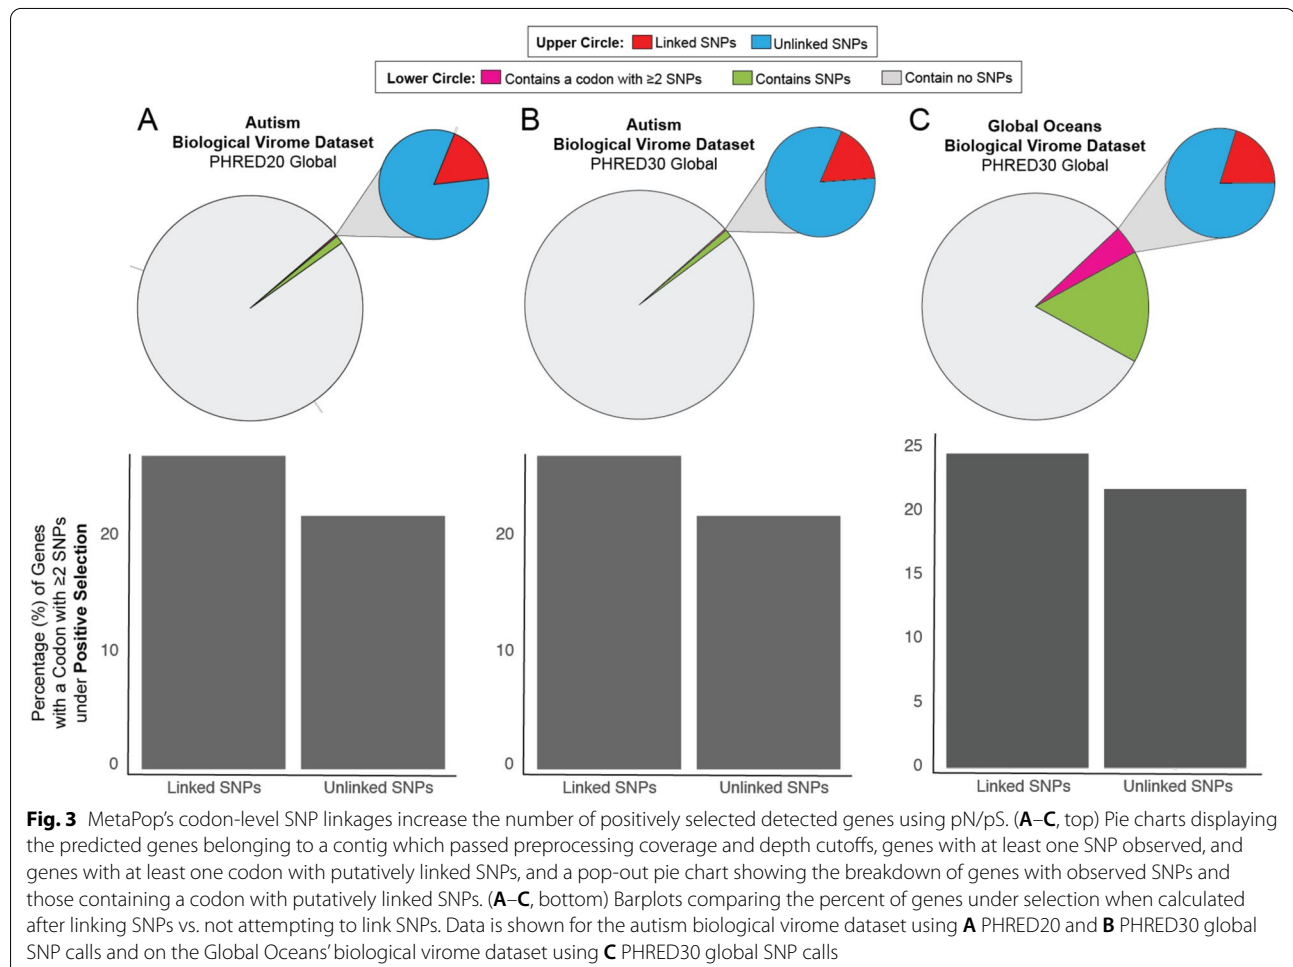 Upper Circle: Linked SNPs Unlinked SNPs
Lower Circle: Contains a codon with ≥2 SNPs Contains SNPs Contain no SNPs
A
Autism
Biological Virome Dataset
PHRED20 Global
B
Autism
Biological Virome Dataset
PHRED30 Global
C
Global Oceans
Biological Virome Dataset
PHRED30 Global
Percentage (%) of Genes
with a Codon with ≥2 SNPs
under Positive Selection
20
10
0
Linked SNPs Unlinked SNPs
20
10
0
Linked SNPs Unlinked SNPs
25
20
15
10
5
0
Linked SNPs Unlinked SNPs
Fig. 3 MetaPop's codon-level SNP linkages increase the number of positively selected detected genes using pN/pS. (A–C, top) Pie charts displaying
the predicted genes belonging to a contig which passed preprocessing coverage and depth cutoffs, genes with at least one SNP observed, and
genes with at least one codon with putatively linked SNPs, and a pop-out pie chart showing the breakdown of genes with observed SNPs and
those containing a codon with putatively linked SNPs. (A–C, bottom) Barplots comparing the percent of genes under selection when calculated
after linking SNPs vs. not attempting to link SNPs. Data is shown for the autism biological virome dataset using A PHRED20 and B PHRED30 global
SNP calls and on the Global Oceans' biological virome dataset using C PHRED30 global SNP calls